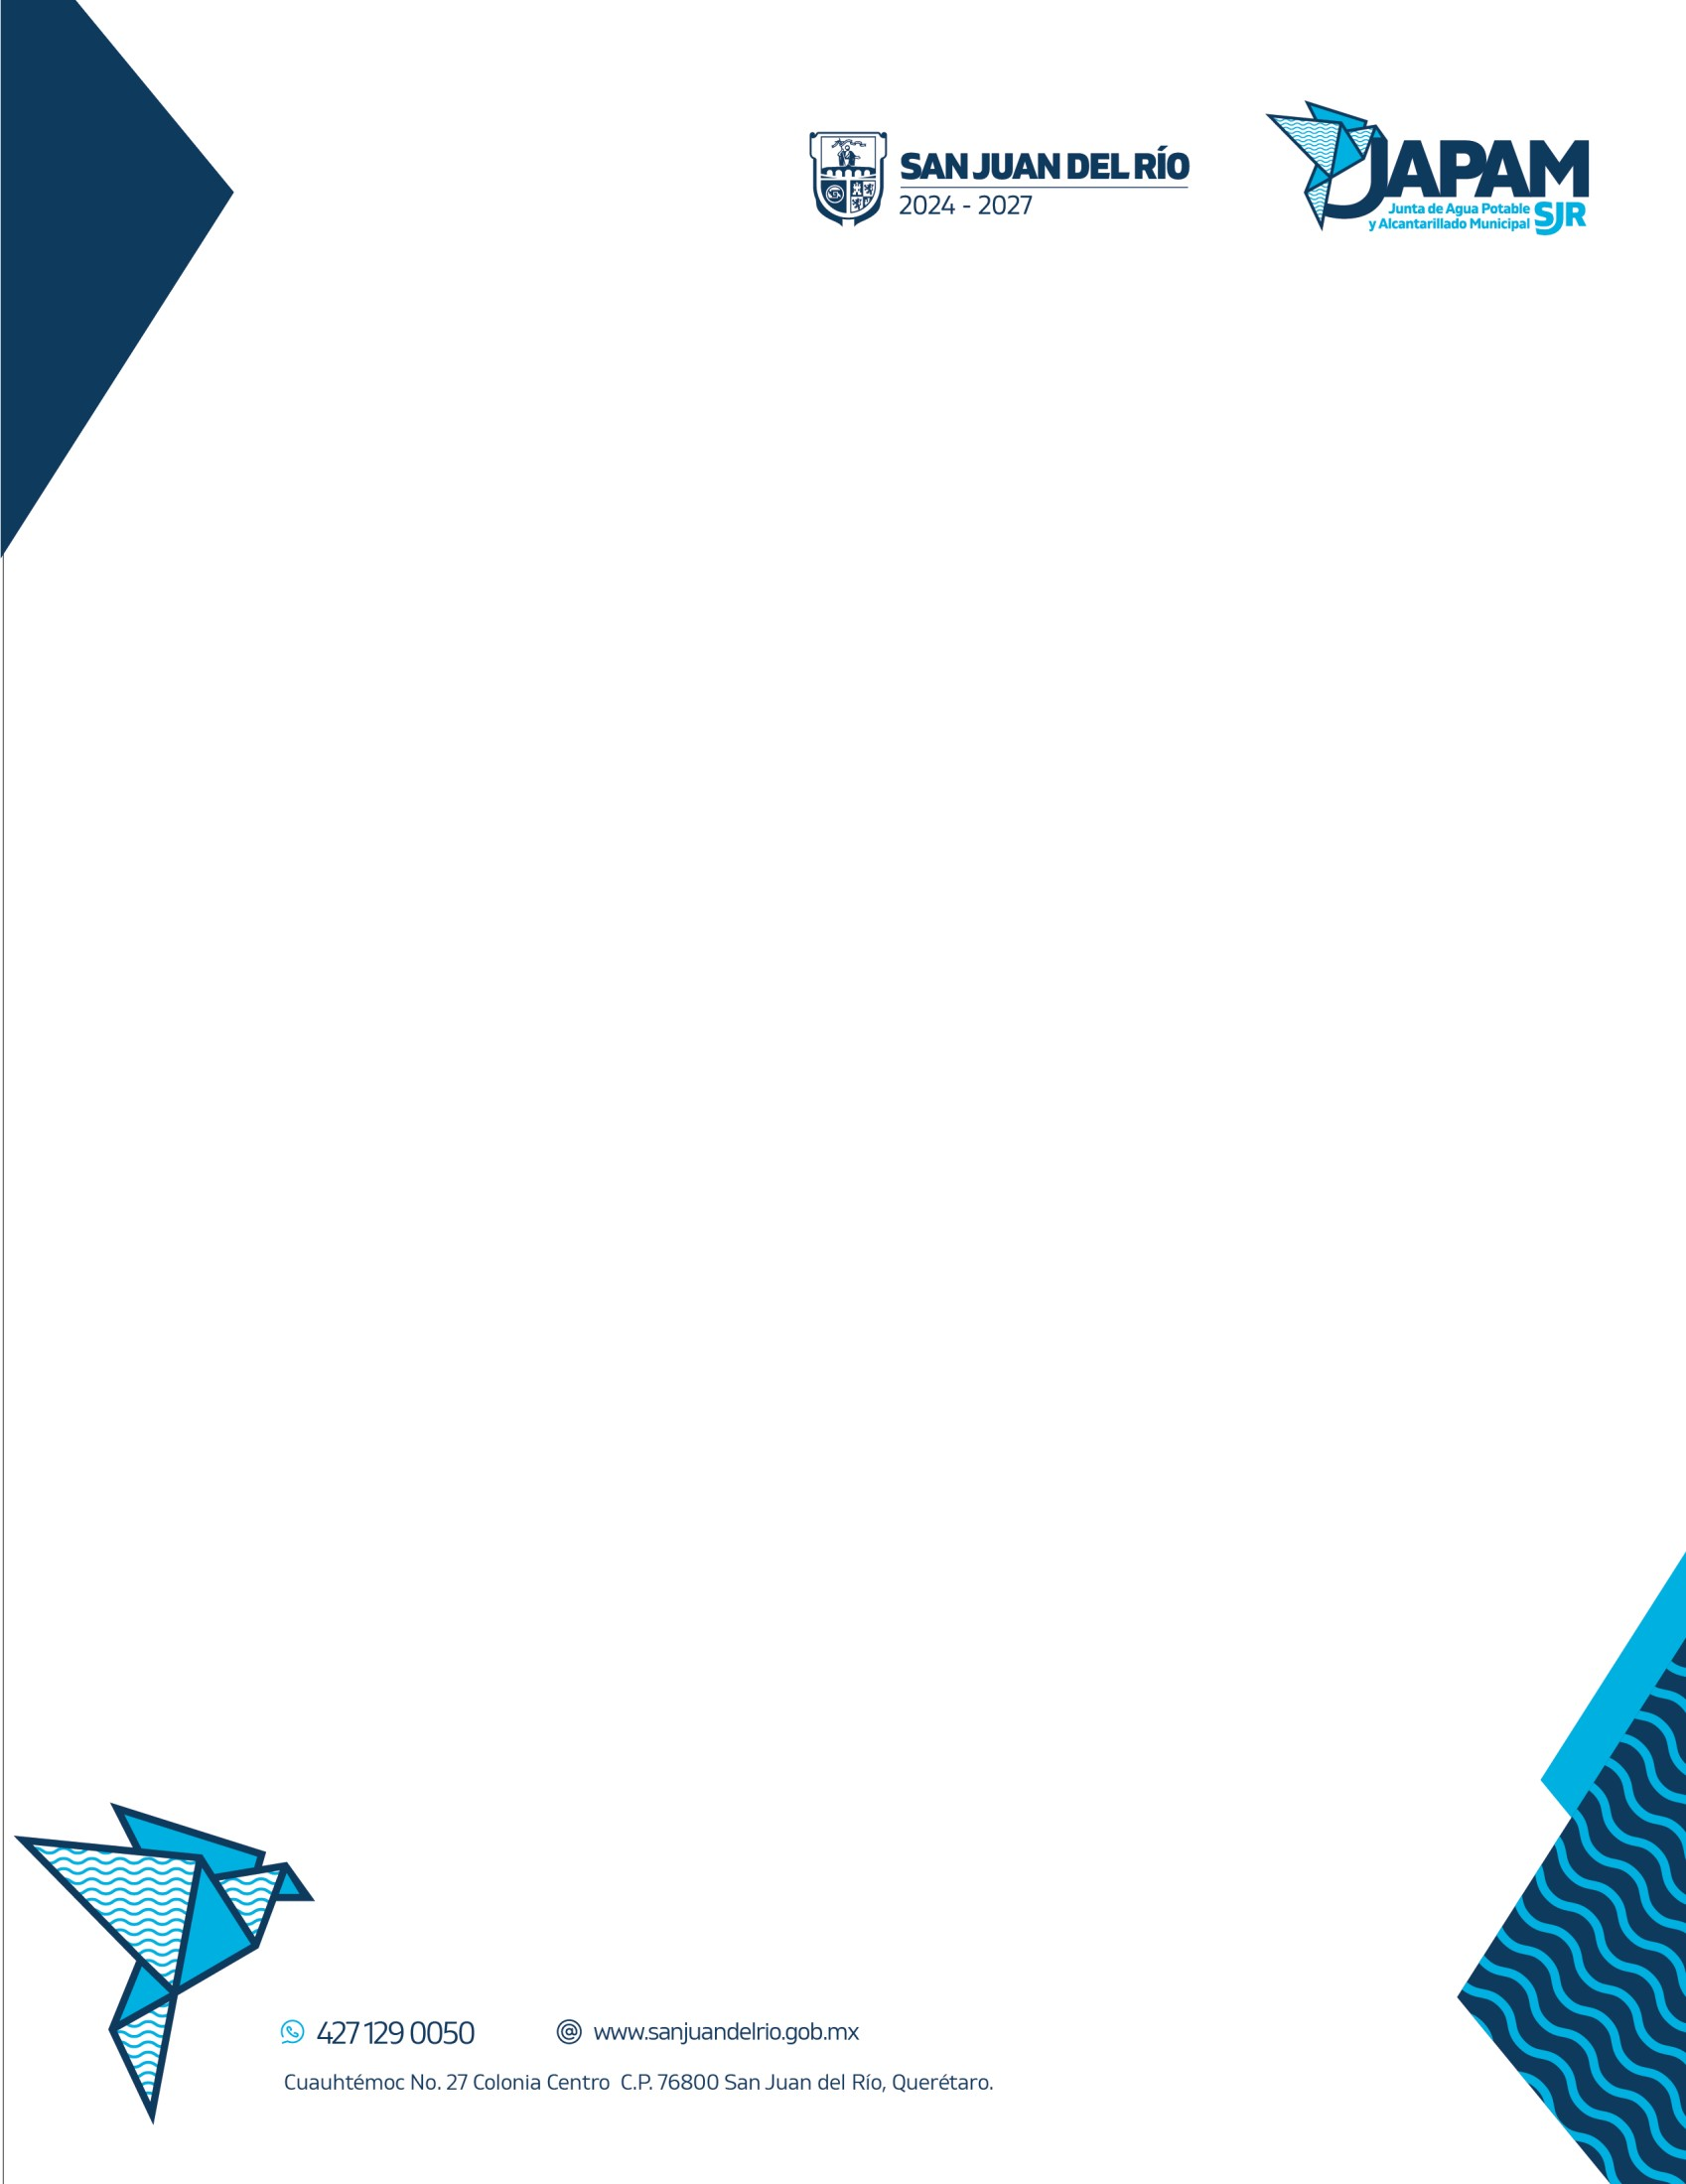 SAN JUAN DEL RÍO
2024 - 2027
JAPAM
Junta de Agua Potable
y Alcantarillado Municipal SJR
427 129 0050
www.sanjuandelrio.gob.mx
Cuauhtémoc No. 27 Colonia Centro C.P. 76800 San Juan del Río, Querétaro.